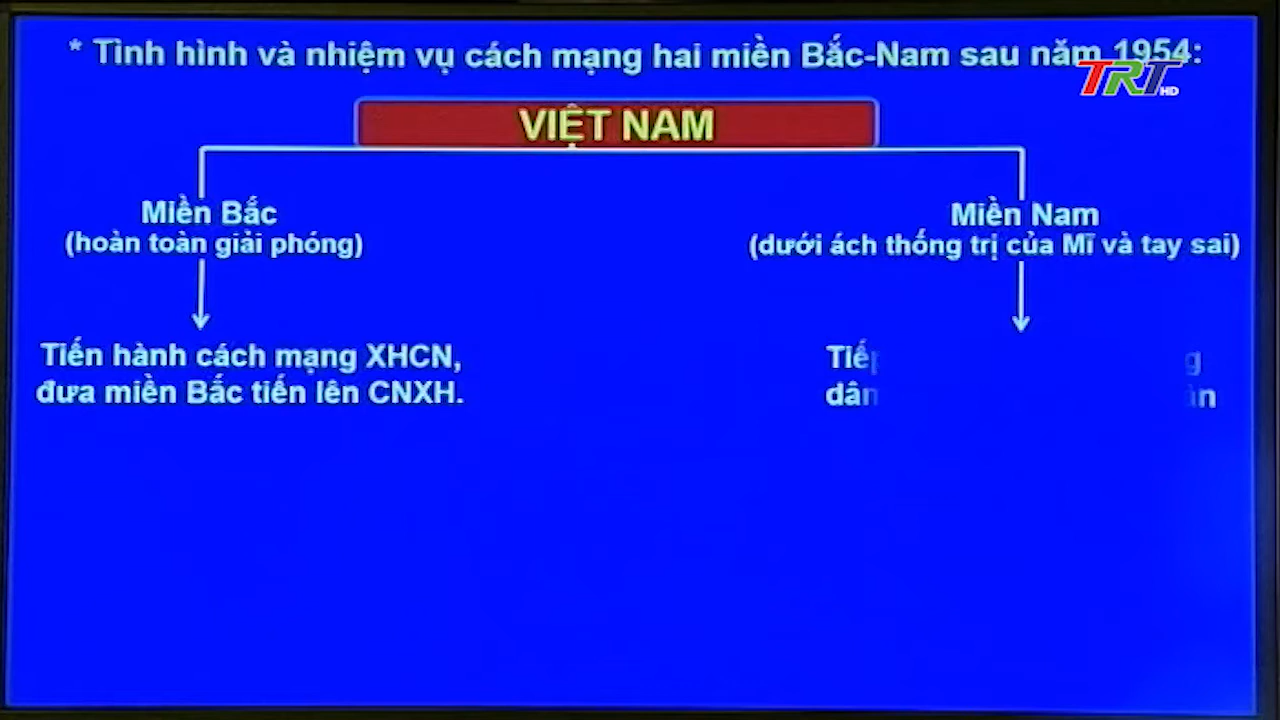 * Tình hình và nhiệm vụ cách mạng hai miền Bắc-Nam sau năm 1954:
TRT HD
VIỆT NAM
Miền Bắc
(hoàn toàn giải phóng)
Miền Nam
(dưới ách thống trị của Mĩ và tay sai)
Tiến hành cách mạng XHCN,
đưa miền Bắc tiến lên CNXH.